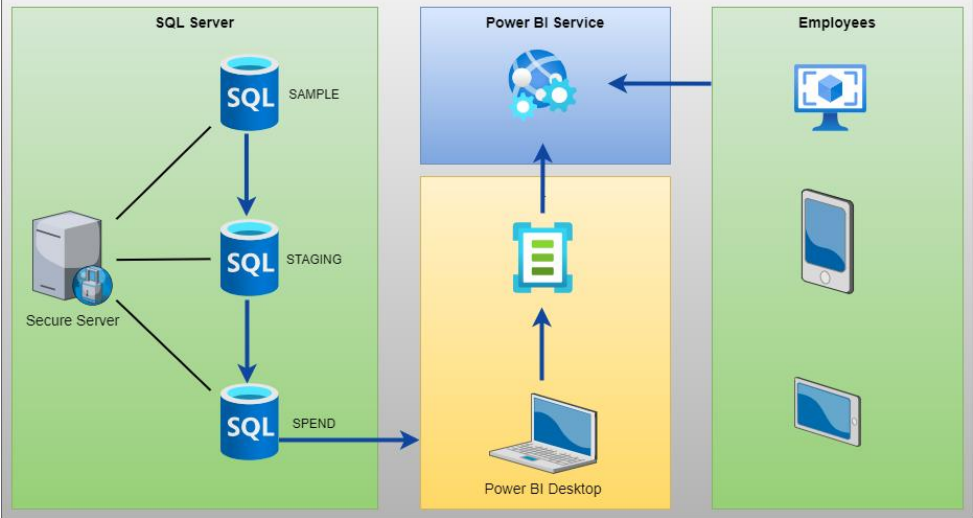 SQL Server
Power BI Service
Employees
SQL
SAMPLE
SQL
STAGING
Secure Server
SQL
SPEND
Power BI Desktop